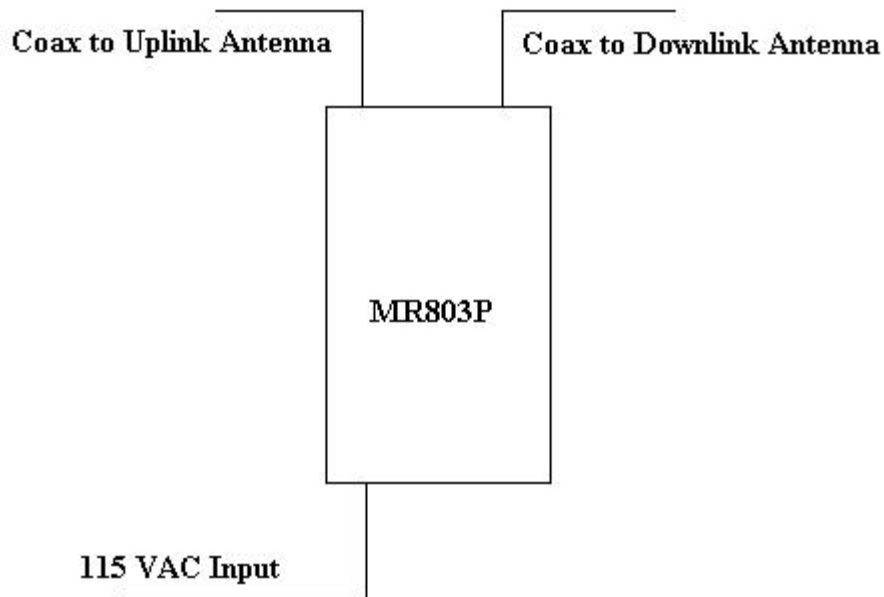 Coax to Uplink Antenna
Coax to Downlink Antenna
MR803P
115 VAC Input